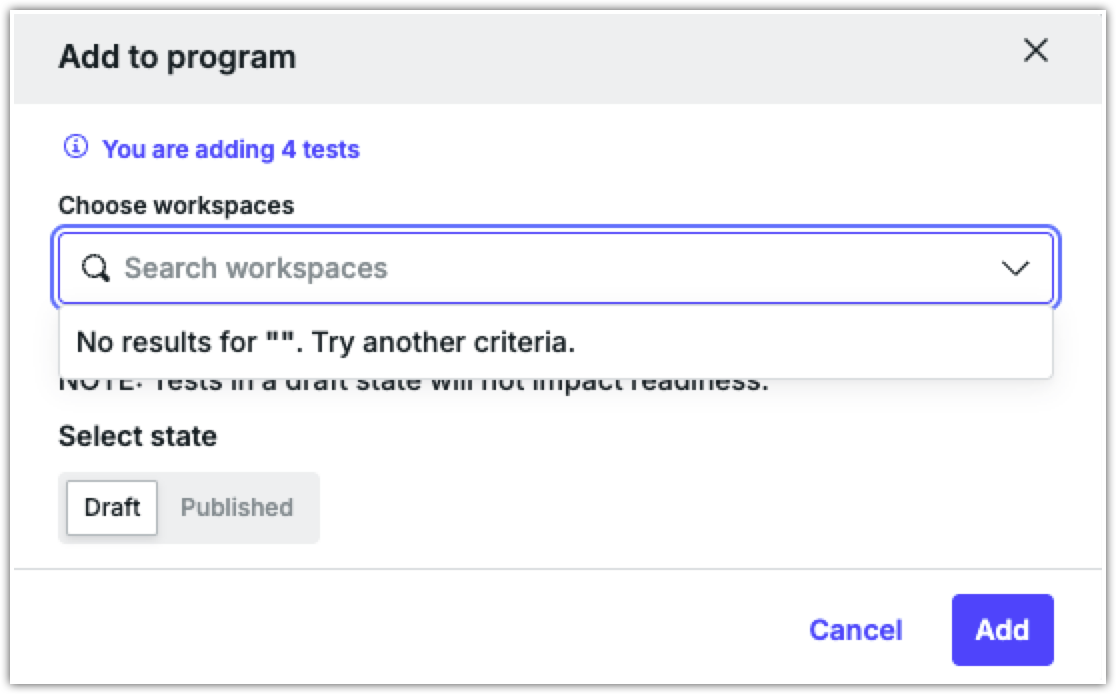 Add to program
You are adding 4 tests
Choose workspaces
Search workspaces
No results for "". Try another criteria.
NOTE: Tests in a draft state will not impact readiness.
Select state
Draft Published
Cancel Add